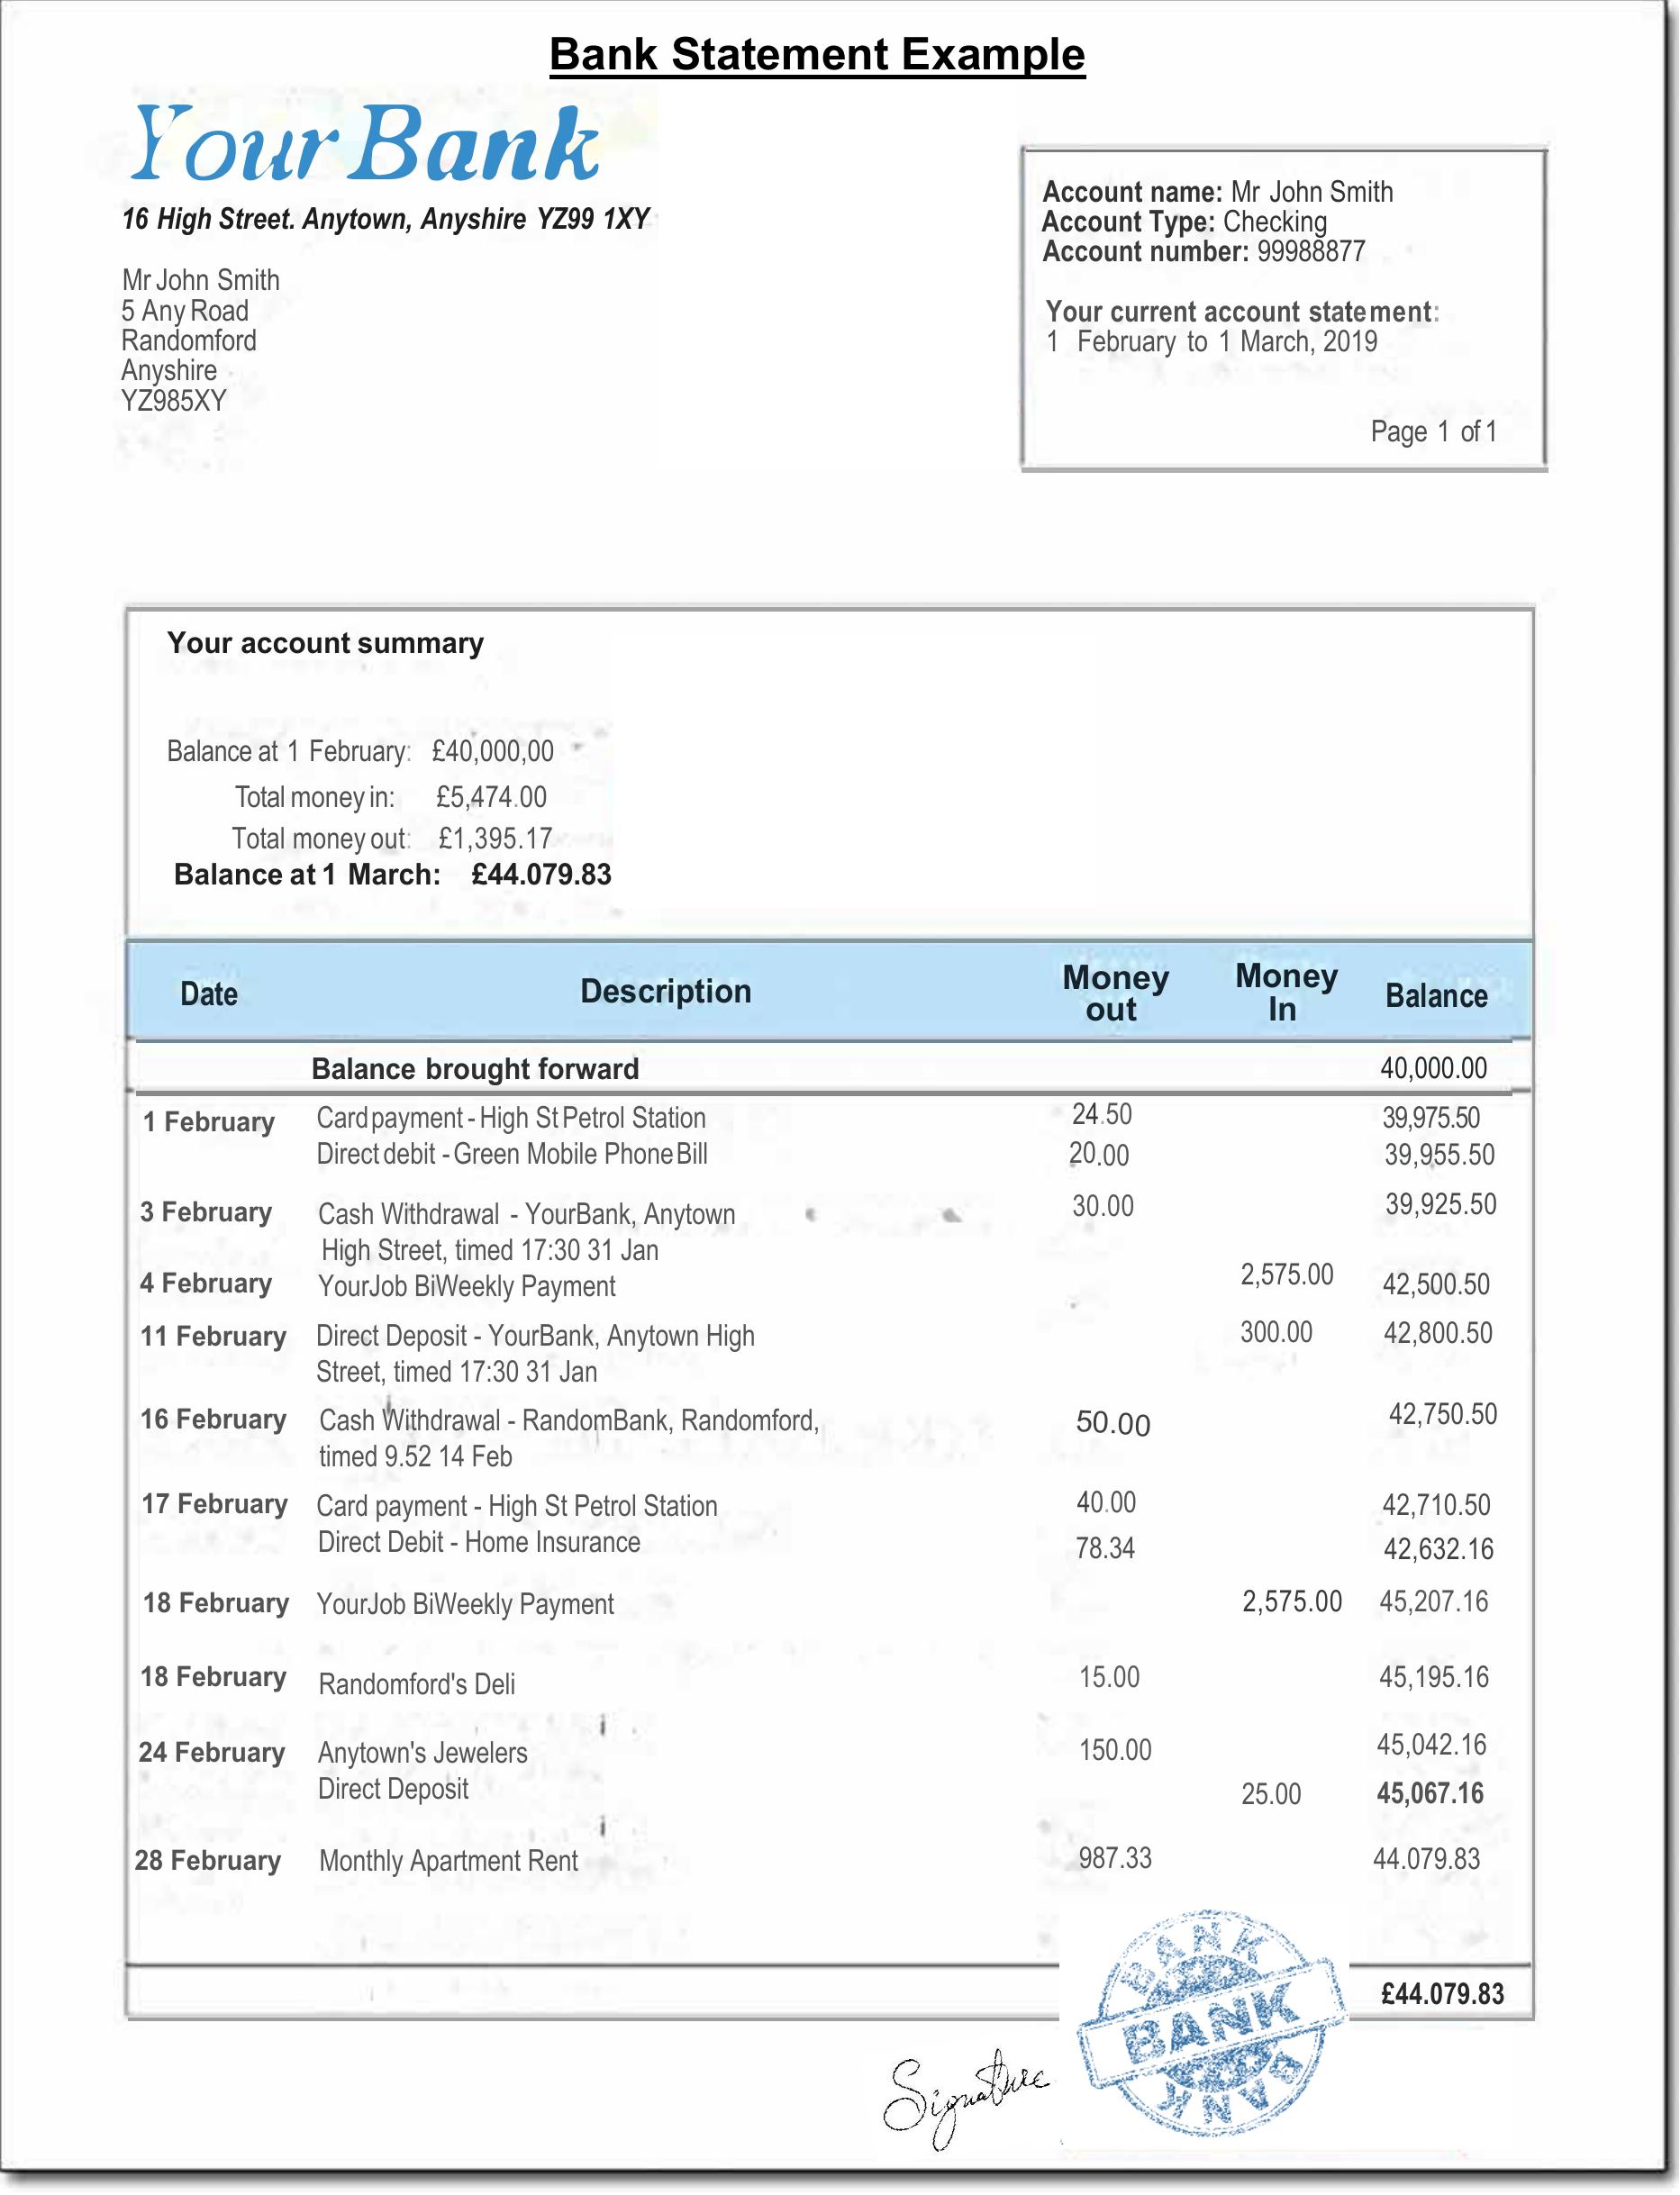 Bank Statement Example
Your Bank
16 High Street. Anytown, Anyshire YZ99 1XY
Mr John Smith
5 Any Road
Randomford
Anyshire
YZ985XY
Account name: Mr John Smith
Account Type: Checking
Account number: 99988877
Your current account statement:
1 February to 1 March, 2019
Page 1 of 1
Your account summary
Balance at 1 February: £40,000,00
Total money in: £5,474.00
Total money out: £1,395.17
Balance at 1 March: £44.079.83
Date Description Money out Money In Balance
Balance brought forward 40,000.00
1 February Card payment - High St Petrol Station 24.50 39,975.50
Direct debit - Green Mobile Phone Bill 20.00 39,955.50
3 February Cash Withdrawal - YourBank, Anytown 30.00 39,925.50
High Street, timed 17:30 31 Jan
4 February YourJob BiWeekly Payment 2,575.00 42,500.50
11 February Direct Deposit - YourBank, Anytown High 300.00 42,800.50
Street, timed 17:30 31 Jan
16 February Cash Withdrawal - RandomBank, Randomford, 50.00 42,750.50
timed 9.52 14 Feb
17 February Card payment - High St Petrol Station 40.00 42,710.50
Direct Debit - Home Insurance 78.34 42,632.16
18 February YourJob BiWeekly Payment 2,575.00 45,207.16
18 February Randomford's Deli 15.00 45,195.16
24 February Anytown's Jewelers 150.00 45,042.16
Direct Deposit 25.00 45,067.16
28 February Monthly Apartment Rent 987.33 44.079.83
£44.079.83
BANK
BANK
BANK
Signature